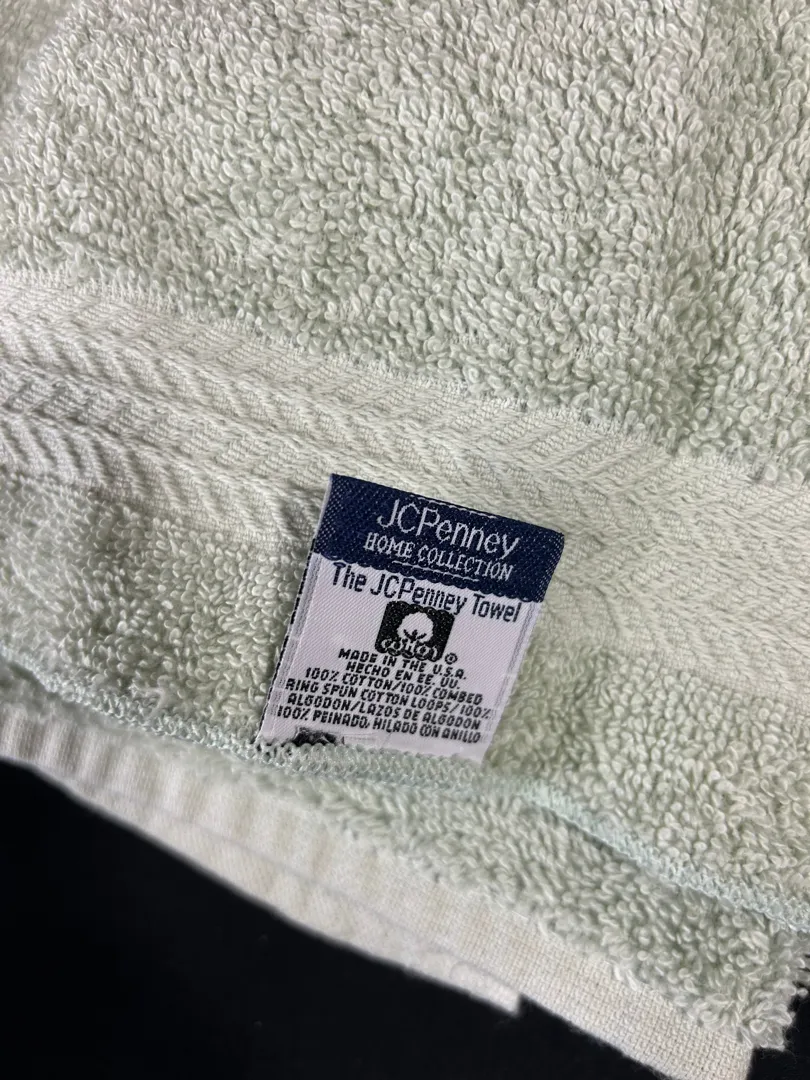 JCPenney
HOME COLLECTION
The JCPenney Towel
cotton ®
MADE IN THE U.S.A.
HECHO EN EE. UU.
100% COTTON/100% COMBED
RING SPUN COTTON LOOPS/100%
ALGODON/LAZOS DE ALGODON
100% PEINADO, HILADO CON ANILLO